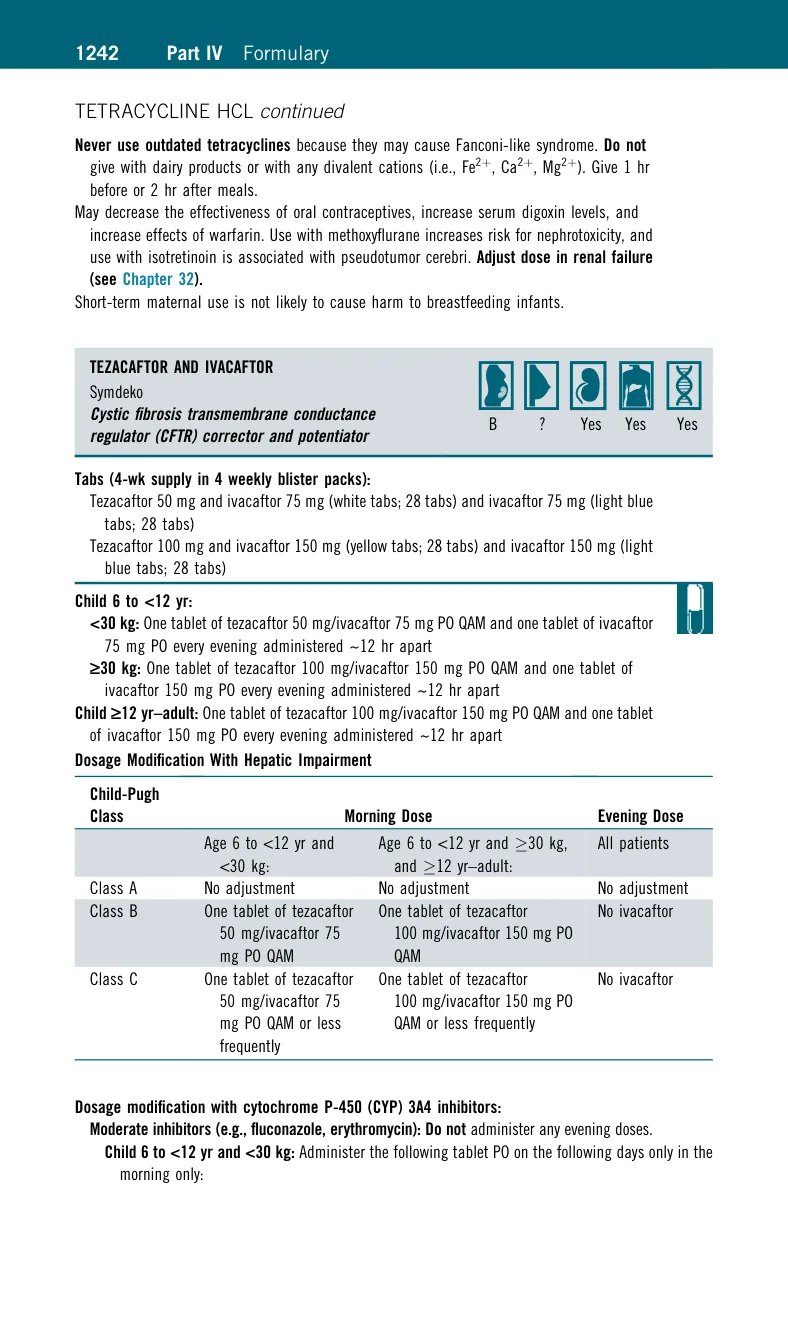 1242 Part IV Formulary
TETRACYCLINE HCL continued
Never use outdated tetracyclines because they may cause Fanconi-like syndrome. Do not
give with dairy products or with any divalent cations (i.e., Fe2+, Ca2+, Mg2+). Give 1 hr
before or 2 hr after meals.
May decrease the effectiveness of oral contraceptives, increase serum digoxin levels, and
increase effects of warfarin. Use with methoxyflurane increases risk for nephrotoxicity, and
use with isotretinoin is associated with pseudotumor cerebri. Adjust dose in renal failure
(see Chapter 32).
Short-term maternal use is not likely to cause harm to breastfeeding infants.
TEZACAFTOR AND IVACAFTOR
Symdeko
Cystic fibrosis transmembrane conductance
regulator (CFTR) corrector and potentiator
B ? Yes Yes Yes
Tabs (4-wk supply in 4 weekly blister packs):
Tezacaftor 50 mg and ivacaftor 75 mg (white tabs; 28 tabs) and ivacaftor 75 mg (light blue
tabs; 28 tabs)
Tezacaftor 100 mg and ivacaftor 150 mg (yellow tabs; 28 tabs) and ivacaftor 150 mg (light
blue tabs; 28 tabs)
Child 6 to <12 yr:
<30 kg: One tablet of tezacaftor 50 mg/ivacaftor 75 mg PO QAM and one tablet of ivacaftor
75 mg PO every evening administered ~12 hr apart
≥30 kg: One tablet of tezacaftor 100 mg/ivacaftor 150 mg PO QAM and one tablet of
ivacaftor 150 mg PO every evening administered ~12 hr apart
Child ≥12 yr–adult: One tablet of tezacaftor 100 mg/ivacaftor 150 mg PO QAM and one tablet
of ivacaftor 150 mg PO every evening administered ~12 hr apart
Dosage Modification With Hepatic Impairment
Child-Pugh
Class Morning Dose Evening Dose
Age 6 to <12 yr and Age 6 to <12 yr and ≥30 kg, All patients
<30 kg: and ≥12 yr–adult:
Class A No adjustment No adjustment No adjustment
Class B One tablet of tezacaftor One tablet of tezacaftor No ivacaftor
50 mg/ivacaftor 75 100 mg/ivacaftor 150 mg PO
mg PO QAM QAM
Class C One tablet of tezacaftor One tablet of tezacaftor No ivacaftor
50 mg/ivacaftor 75 100 mg/ivacaftor 150 mg PO
mg PO QAM or less QAM or less frequently
frequently
Dosage modification with cytochrome P-450 (CYP) 3A4 inhibitors:
Moderate inhibitors (e.g., fluconazole, erythromycin): Do not administer any evening doses.
Child 6 to <12 yr and <30 kg: Administer the following tablet PO on the following days only in the
morning only: